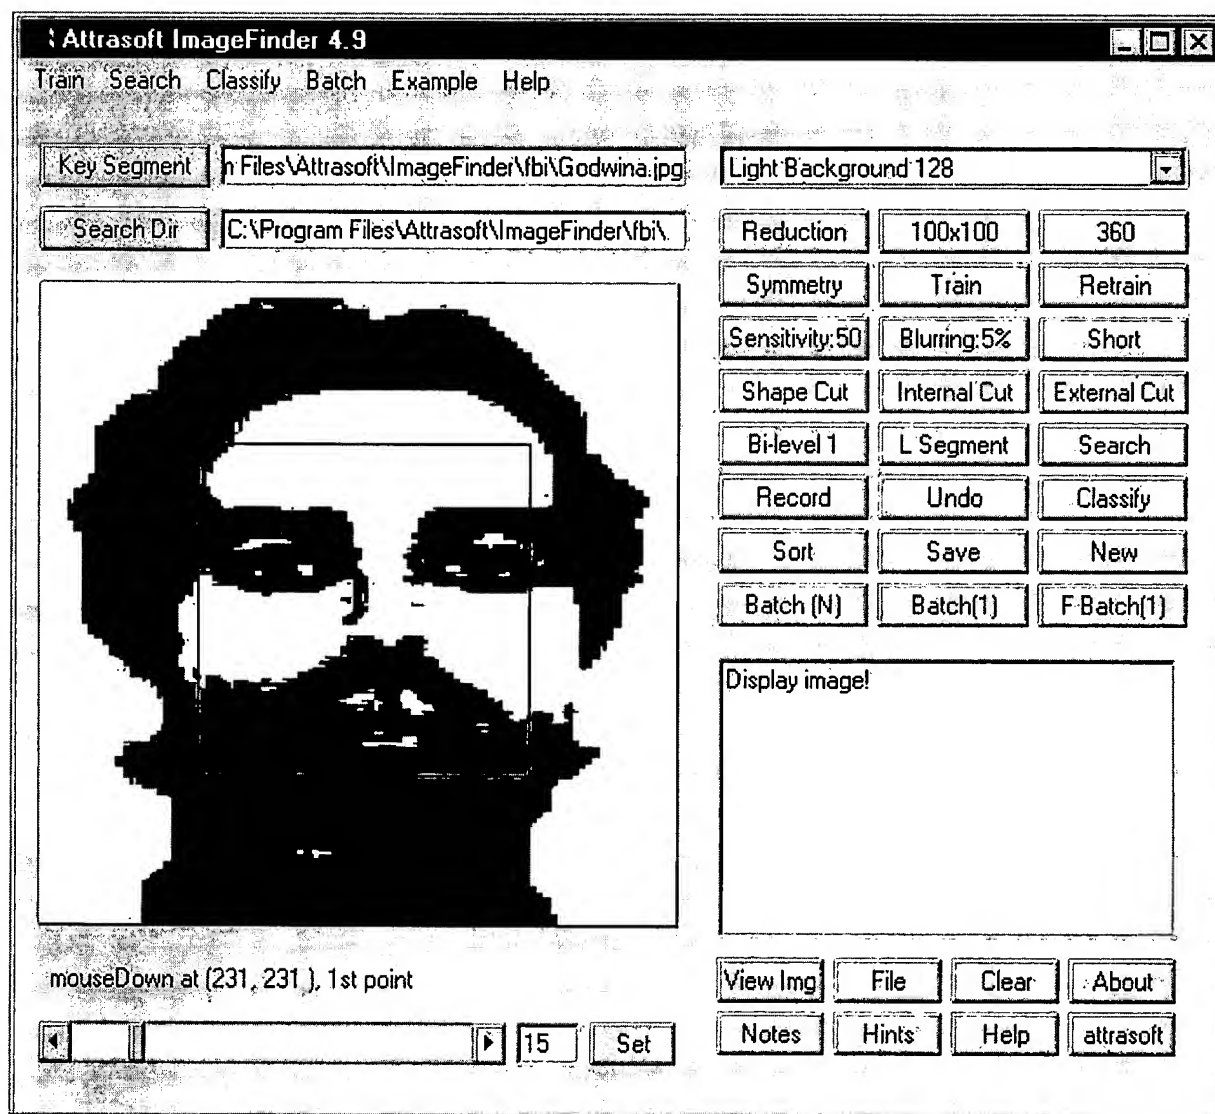 Attrasoft ImageFinder 4.9
Train Search Classify Batch Example Help
Key Segment n Files\Attrasoft\ImageFinder\fbi\Godwina.jpg Light Background 128
Search Dir C:\Program Files\Attrasoft\ImageFinder\fbi\.
Reduction 100x100 360
Symmetry Train Retrain
Sensitivity:50 Blurring:5% Short
Shape Cut Internal Cut External Cut
Bi-level 1 L Segment Search
Record Undo Classify
Sort Save New
Batch (N) Batch(1) F Batch(1)
Display image!
mouseDown at (231, 231 ), 1st point
View Img File Clear About
15 Set
Notes Hints Help attrasoft